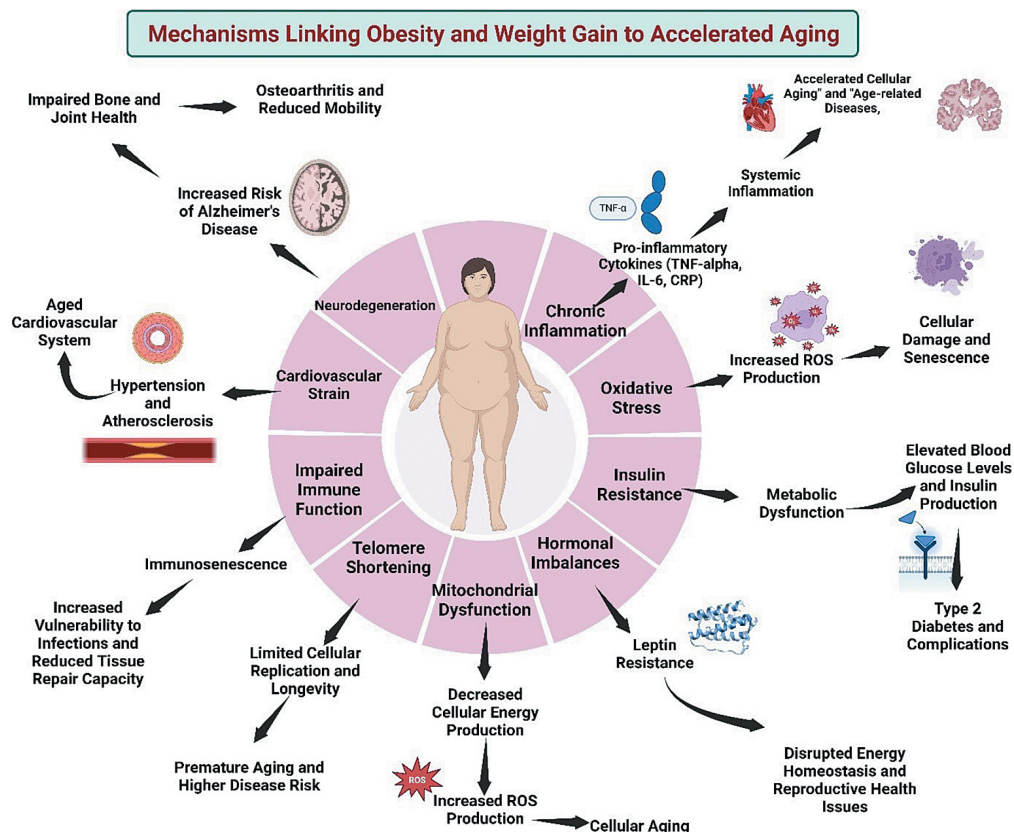 Mechanisms Linking Obesity and Weight Gain to Accelerated Aging
Impaired Bone and
Joint Health
Osteoarthritis and
Reduced Mobility
Increased Risk
of Alzheimer's
Disease
Neurodegeneration
Accelerated Cellular
Aging" and "Age-related
Diseases,
Systemic
Inflammation
TNF-α
Pro-inflammatory
Cytokines (TNF-alpha,
IL-6, CRP)
Chronic
Inflammation
Oxidative
Stress
Increased ROS
Production
Cellular
Damage and
Senescence
Insulin
Resistance
Metabolic
Dysfunction
Elevated Blood
Glucose Levels
and Insulin
Production
Type 2
Diabetes and
Complications
Hormonal
Imbalances
Leptin
Resistance
Disrupted Energy
Homeostasis and
Reproductive Health
Issues
Mitochondrial
Dysfunction
Decreased
Cellular Energy
Production
ROS
Increased ROS
Production
Cellular Aging
Telomere
Shortening
Limited Cellular
Replication and
Longevity
Premature Aging and
Higher Disease Risk
Impaired
Immune
Function
Immunosenescence
Increased
Vulnerability to
Infections and
Reduced Tissue
Repair Capacity
Cardiovascular
Strain
Hypertension
and
Atherosclerosis
Aged
Cardiovascular
System